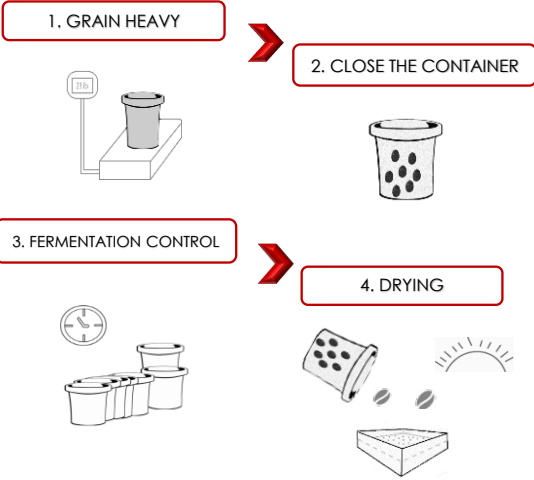 1. GRAIN HEAVY
2. CLOSE THE CONTAINER
3. FERMENTATION CONTROL
4. DRYING